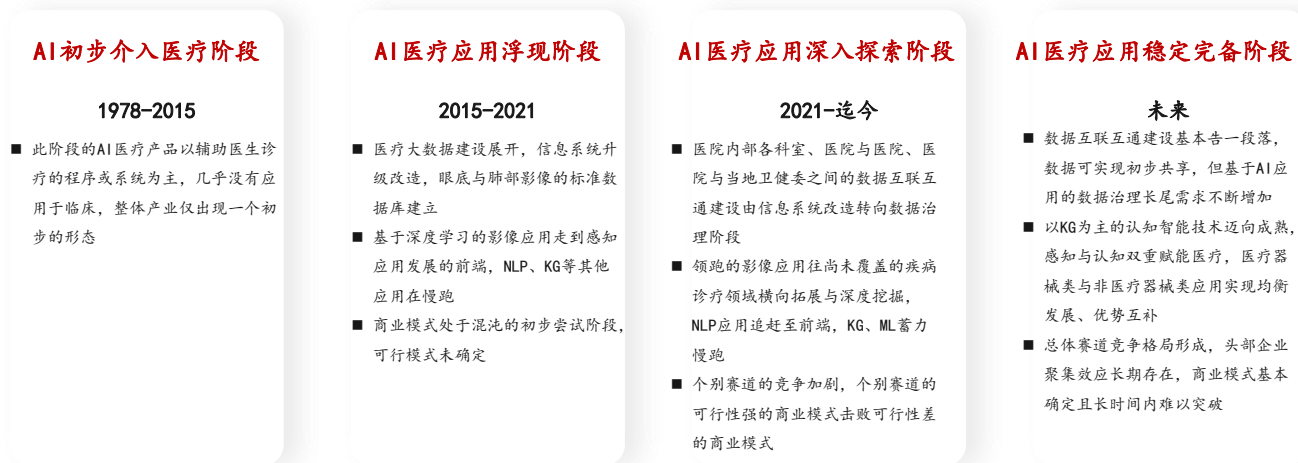 AI初步介入医疗阶段
1978-2015
■ 此阶段的AI医疗产品以辅助医生诊
疗的程序或系统为主，几乎没有应
用于临床，整体产业仅出现一个初
步的形态
AI医疗应用浮现阶段
2015-2021
■ 医疗大数据建设展开，信息系统升
级改造，眼底与肺部影像的标准数
据库建立
■ 基于深度学习的影像应用走到感知
应用发展的前端，NLP、KG等其他
应用在慢跑
■ 商业模式处于混沌的初步尝试阶段，
可行模式未确定
AI医疗应用深入探索阶段
2021-迄今
■ 医院内部各科室、医院与医院、医
院与当地卫健委之间的数据互联互
通建设由信息系统改造转向数据治
理阶段
■ 领跑的影像应用往尚未覆盖的疾病
诊疗领域横向拓展与深度挖掘，
NLP应用追赶至前端，KG、ML蓄力
慢跑
■ 个别赛道的竞争加剧，个别赛道的
可行性强的商业模式击败可行性差
的商业模式
AI医疗应用稳定完备阶段
未来
■ 数据互联互通建设基本告一段落，
数据可实现初步共享，但基于AI应
用的数据治理长尾需求不断增加
■ 以KG为主的认知智能技术迈向成熟，
感知与认知双重赋能医疗，医疗器
械类与非医疗器械类应用实现均衡
发展、优势互补
■ 总体赛道竞争格局形成，头部企业
聚集效应长期存在，商业模式基本
确定且长时间内难以突破